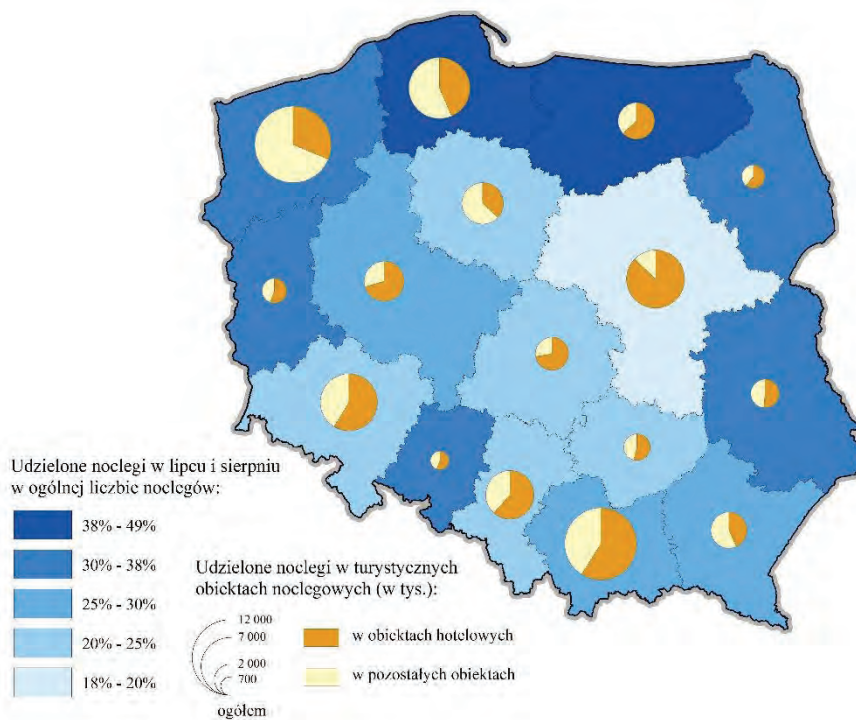 Udzielone noclegi w lipcu i sierpniu
w ogólnej liczbie noclegów:
38% - 49%
30% - 38%
25% - 30%
20% - 25%
18% - 20%
Udzielone noclegi w turystycznych
obiektach noclegowych (w tys.):
12 000
7 000
2 000
700
ogółem
w obiektach hotelowych
w pozostałych obiektach